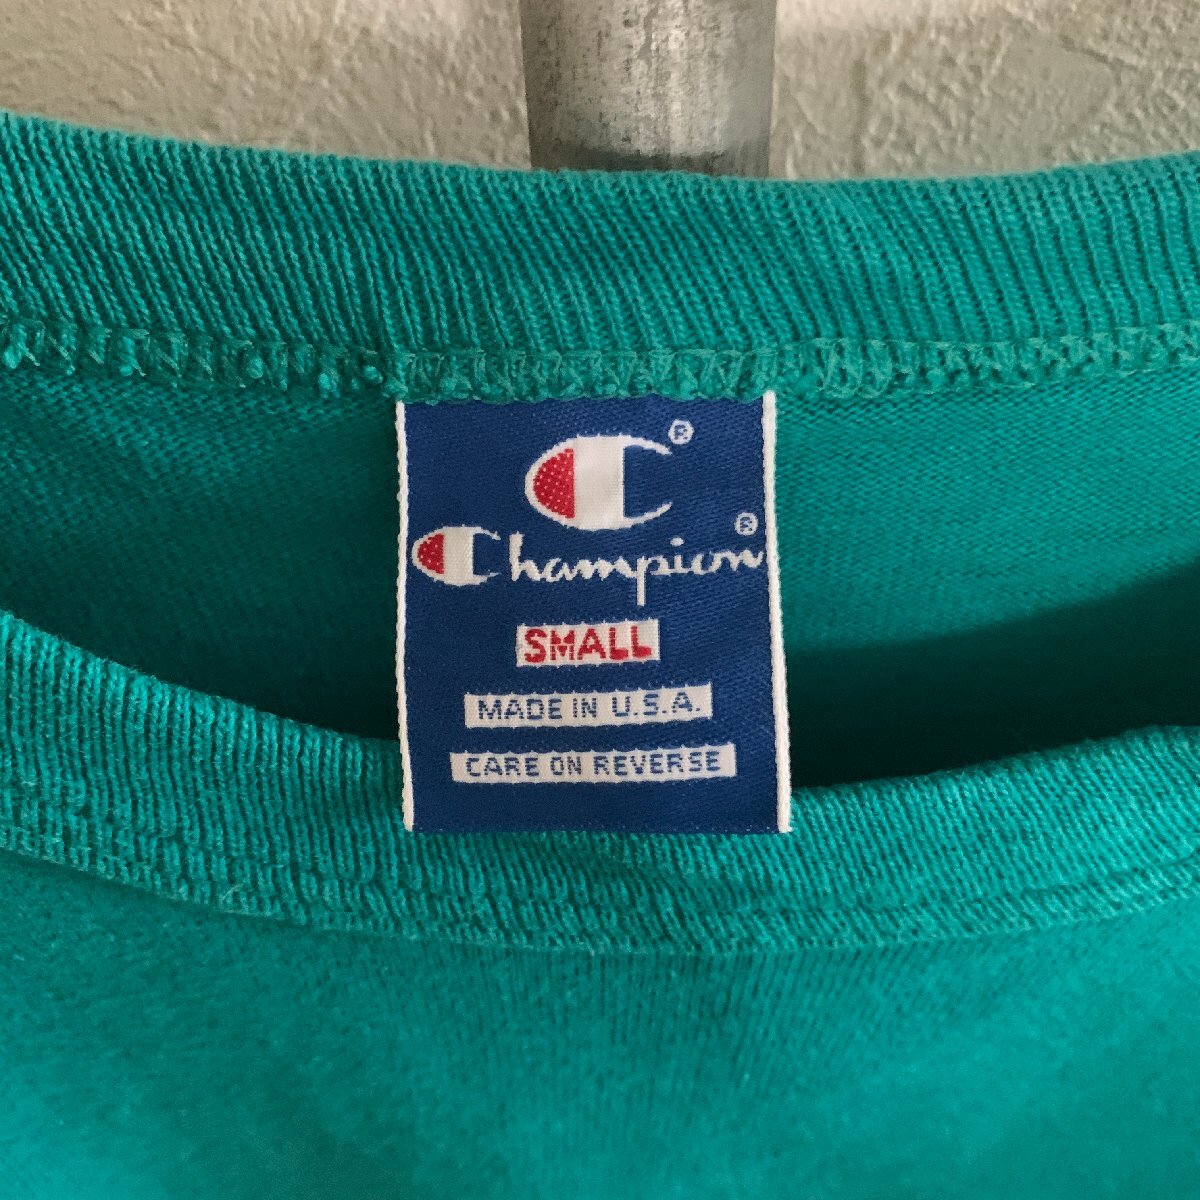 C®
Champion®
SMALL
MADE IN U.S.A.
CARE ON REVERSE